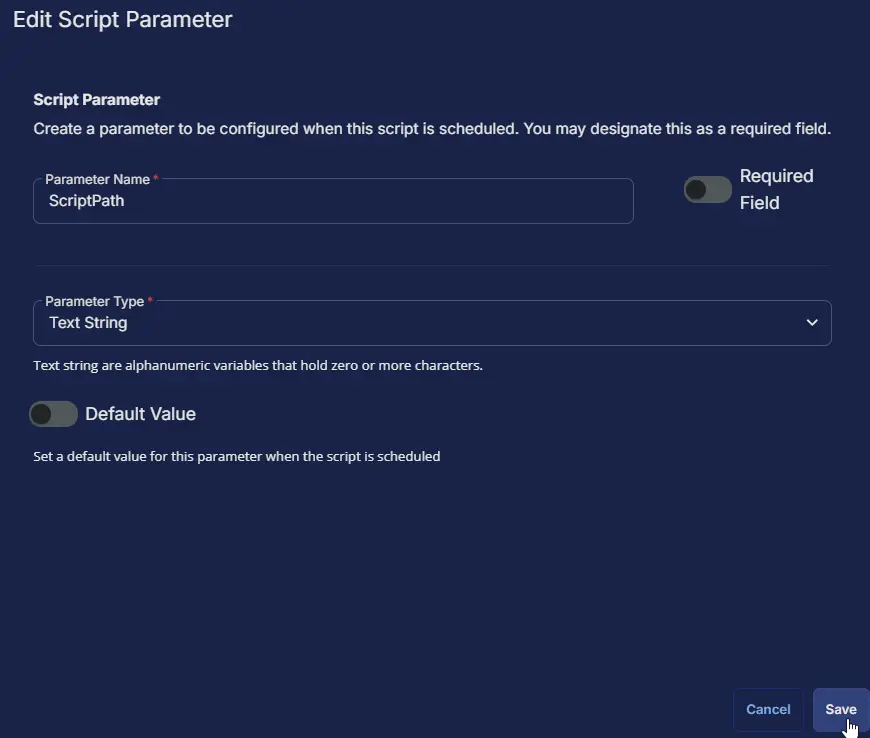 Edit Script Parameter
Script Parameter
Create a parameter to be configured when this script is scheduled. You may designate this as a required field.
Parameter Name *
ScriptPath
Required
Field
Parameter Type *
Text String
Text string are alphanumeric variables that hold zero or more characters.
Default Value
Set a default value for this parameter when the script is scheduled
Cancel
Save